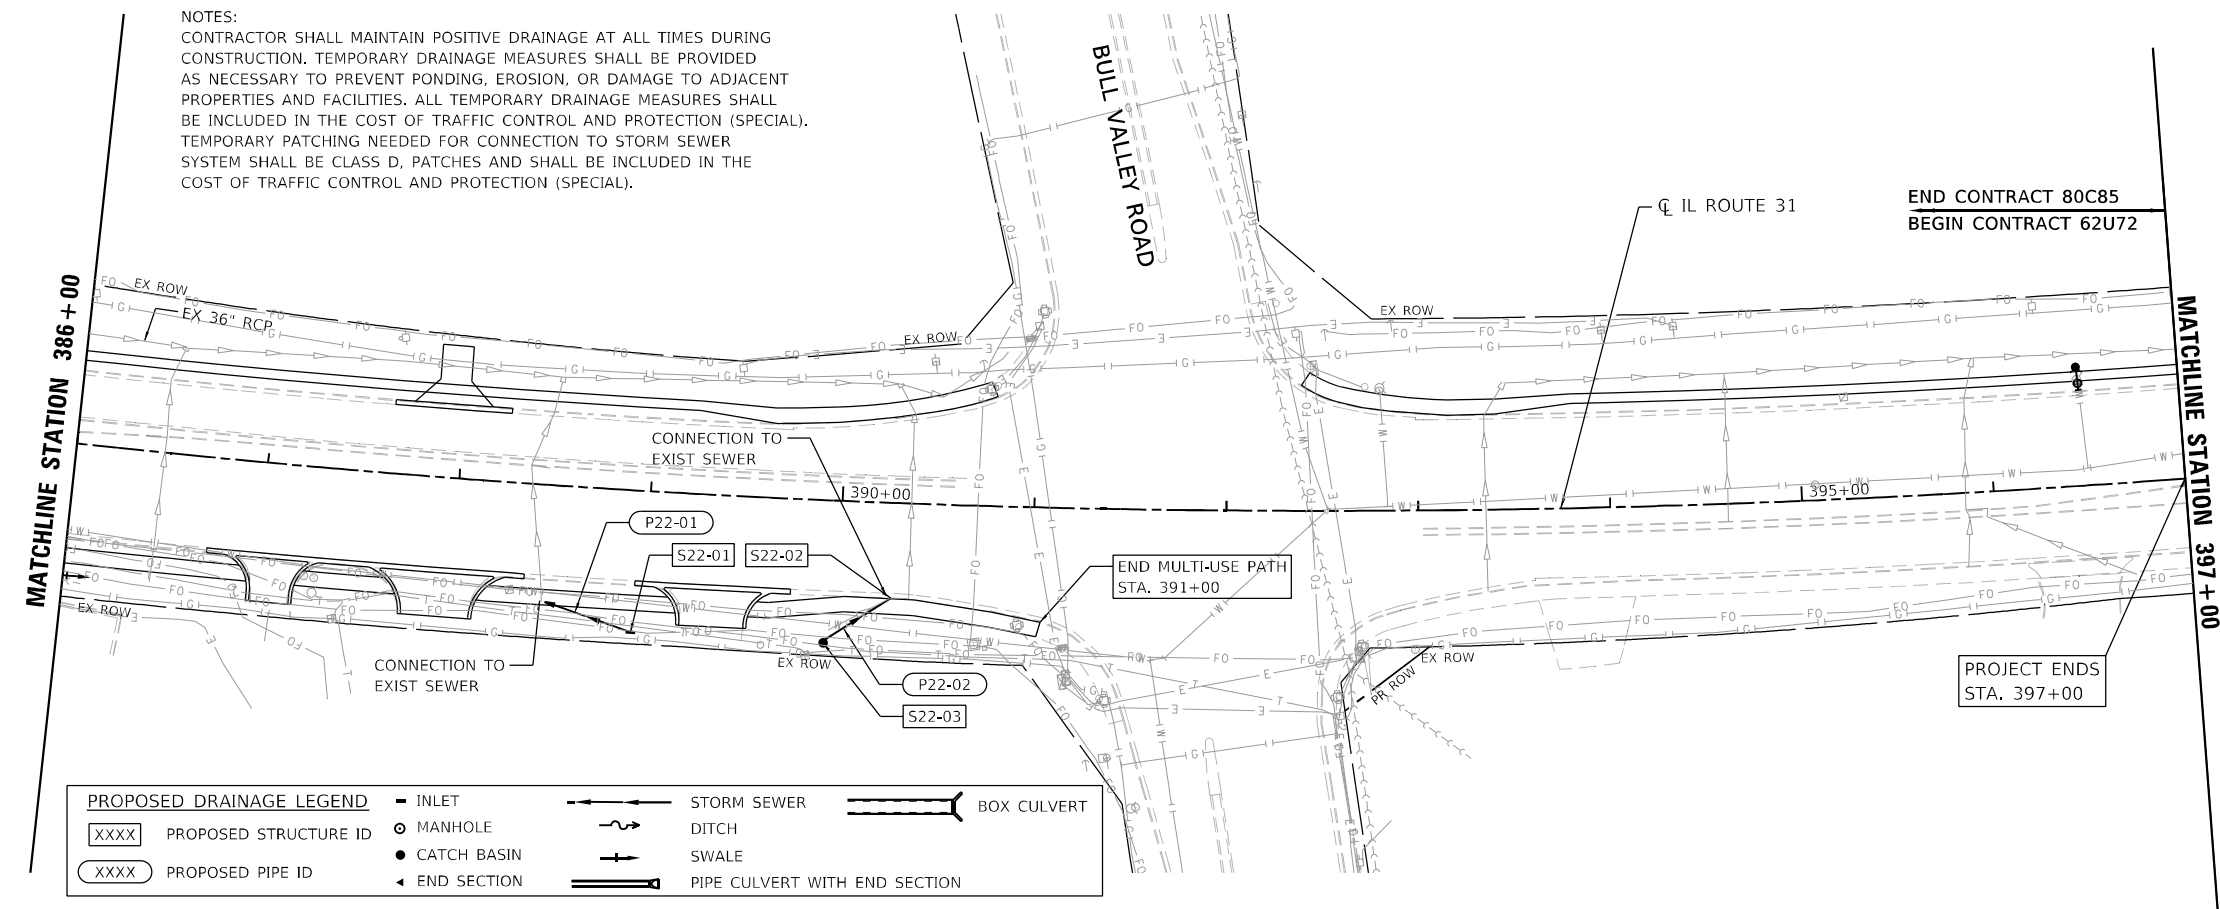 NOTES:
CONTRACTOR SHALL MAINTAIN POSITIVE DRAINAGE AT ALL TIMES DURING
CONSTRUCTION. TEMPORARY DRAINAGE MEASURES SHALL BE PROVIDED
AS NECESSARY TO PREVENT PONDING, EROSION, OR DAMAGE TO ADJACENT
PROPERTIES AND FACILITIES. ALL TEMPORARY DRAINAGE MEASURES SHALL
BE INCLUDED IN THE COST OF TRAFFIC CONTROL AND PROTECTION (SPECIAL).
TEMPORARY PATCHING NEEDED FOR CONNECTION TO STORM SEWER
SYSTEM SHALL BE CLASS D, PATCHES AND SHALL BE INCLUDED IN THE
COST OF TRAFFIC CONTROL AND PROTECTION (SPECIAL).
BULL VALLEY ROAD
℄ IL ROUTE 31
END CONTRACT 80C85
BEGIN CONTRACT 62U72
MATCHLINE STATION 386+00
MATCHLINE STATION 397+00
EX ROW
EX 36" RCP
EX ROW
EX ROW
CONNECTION TO
EXIST SEWER
390+00
395+00
P22-01
S22-01
S22-02
END MULTI-USE PATH
STA. 391+00
EX ROW
CONNECTION TO
EXIST SEWER
EX ROW
P22-02
S22-03
EX ROW
PR ROW
PROJECT ENDS
STA. 397+00
PROPOSED DRAINAGE LEGEND
XXXX PROPOSED STRUCTURE ID
XXXX PROPOSED PIPE ID
INLET
MANHOLE
CATCH BASIN
END SECTION
STORM SEWER
DITCH
SWALE
PIPE CULVERT WITH END SECTION
BOX CULVERT